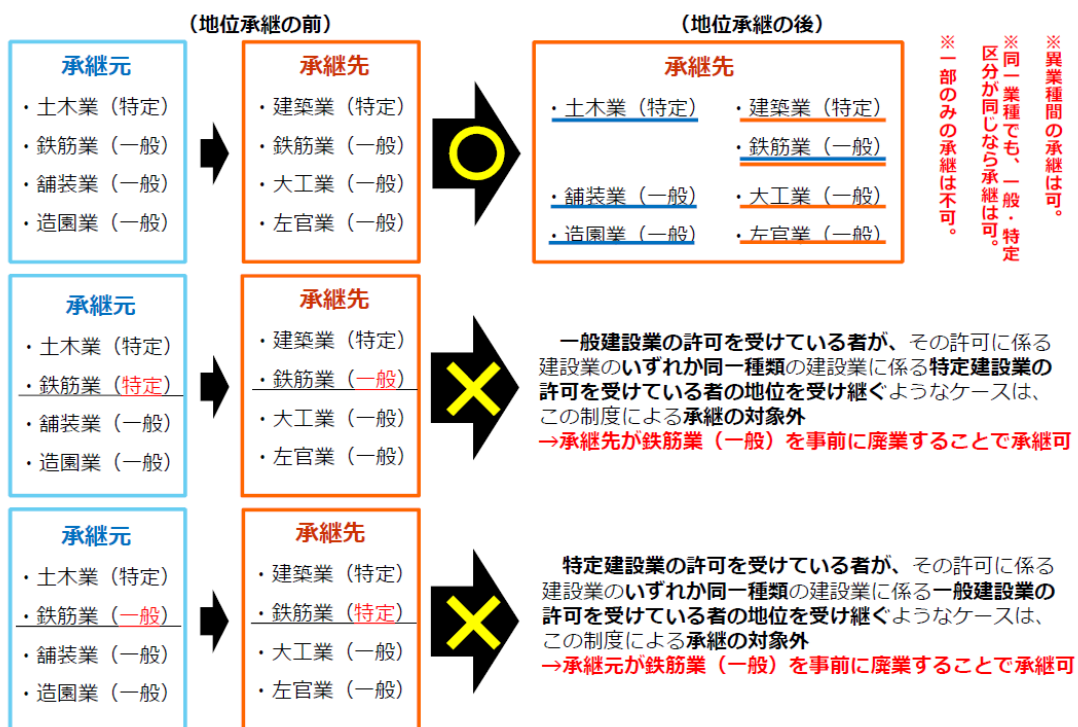 （地位承継の前）
（地位承継の後）
承継元
・土木業（特定）
・鉄筋業（一般）
・舗装業（一般）
・造園業（一般）
承継先
・建築業（特定）
・鉄筋業（一般）
・大工業（一般）
・左官業（一般）
承継先
・土木業（特定）
・建築業（特定）
・鉄筋業（一般）
・舗装業（一般）
・大工業（一般）
・造園業（一般）
・左官業（一般）
※異業種間の承継は可。
※同一業種でも、一般・特定
区分が同じなら承継は可。
※一部のみの承継は不可。
承継元
・土木業（特定）
・鉄筋業（特定）
・舗装業（一般）
・造園業（一般）
承継先
・建築業（特定）
・鉄筋業（一般）
・大工業（一般）
・左官業（一般）
一般建設業の許可を受けている者が、その許可に係る
建設業のいずれか同一種類の建設業に係る特定建設業の
許可を受けている者の地位を受け継ぐようなケースは、
この制度による承継の対象外
→承継先が鉄筋業（一般）を事前に廃業することで承継可
承継元
・土木業（特定）
・鉄筋業（一般）
・舗装業（一般）
・造園業（一般）
承継先
・建築業（特定）
・鉄筋業（特定）
・大工業（一般）
・左官業（一般）
特定建設業の許可を受けている者が、その許可に係る
建設業のいずれか同一種類の建設業に係る一般建設業の
許可を受けている者の地位を受け継ぐようなケースは、
この制度による承継の対象外
→承継元が鉄筋業（一般）を事前に廃業することで承継可